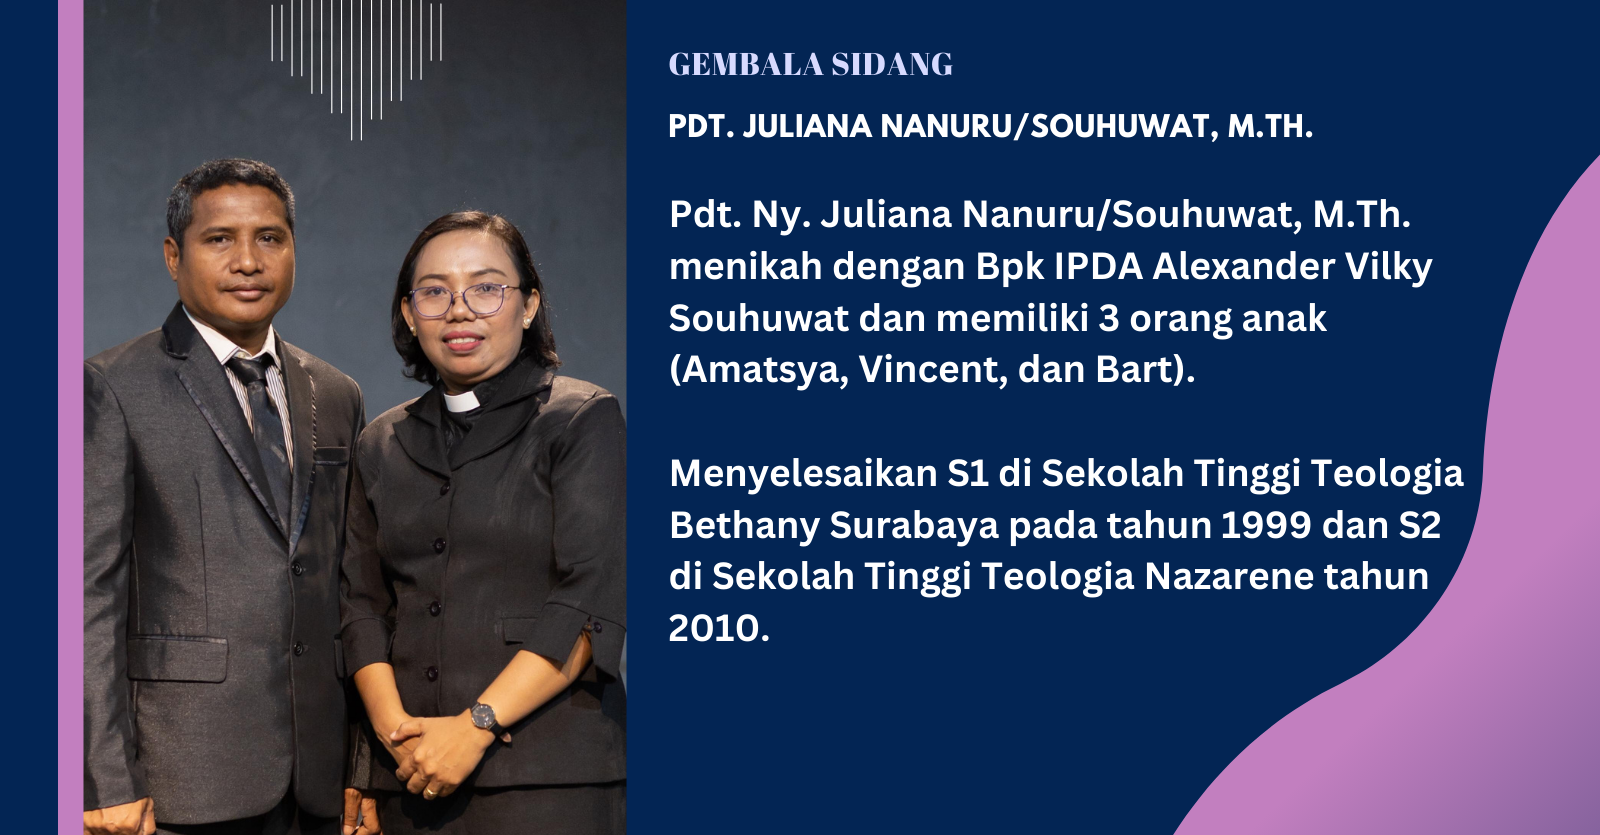 GEMBALA SIDANG
PDT. JULIANA NANURU/SOUHUWAT, M.TH.
Pdt. Ny. Juliana Nanuru/Souhuwat, M.Th.
menikah dengan Bpk IPDA Alexander Vilky
Souhuwat dan memiliki 3 orang anak
(Amatsya, Vincent, dan Bart).
Menyelesaikan S1 di Sekolah Tinggi Teologia
Bethany Surabaya pada tahun 1999 dan S2
di Sekolah Tinggi Teologia Nazarene tahun
2010.